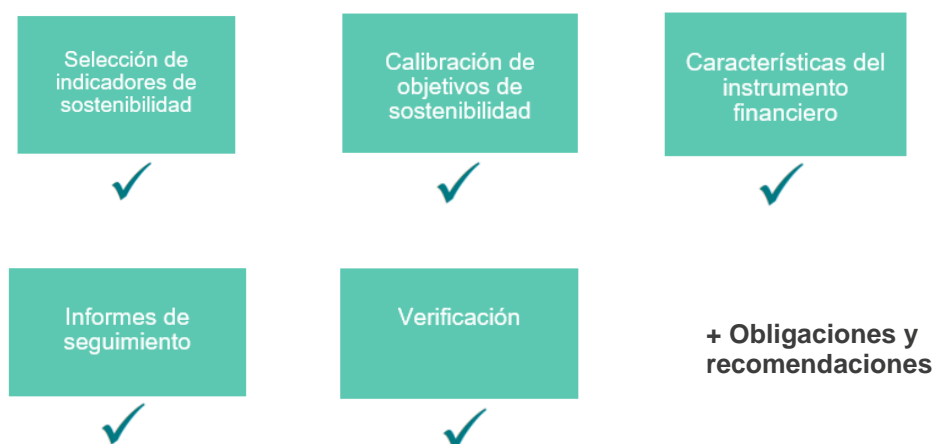 Selección de
indicadores de
sostenibilidad
Calibración de
objetivos de
sostenibilidad
Características del
instrumento
financiero
Informes de
seguimiento
Verificación
+ Obligaciones y
recomendaciones